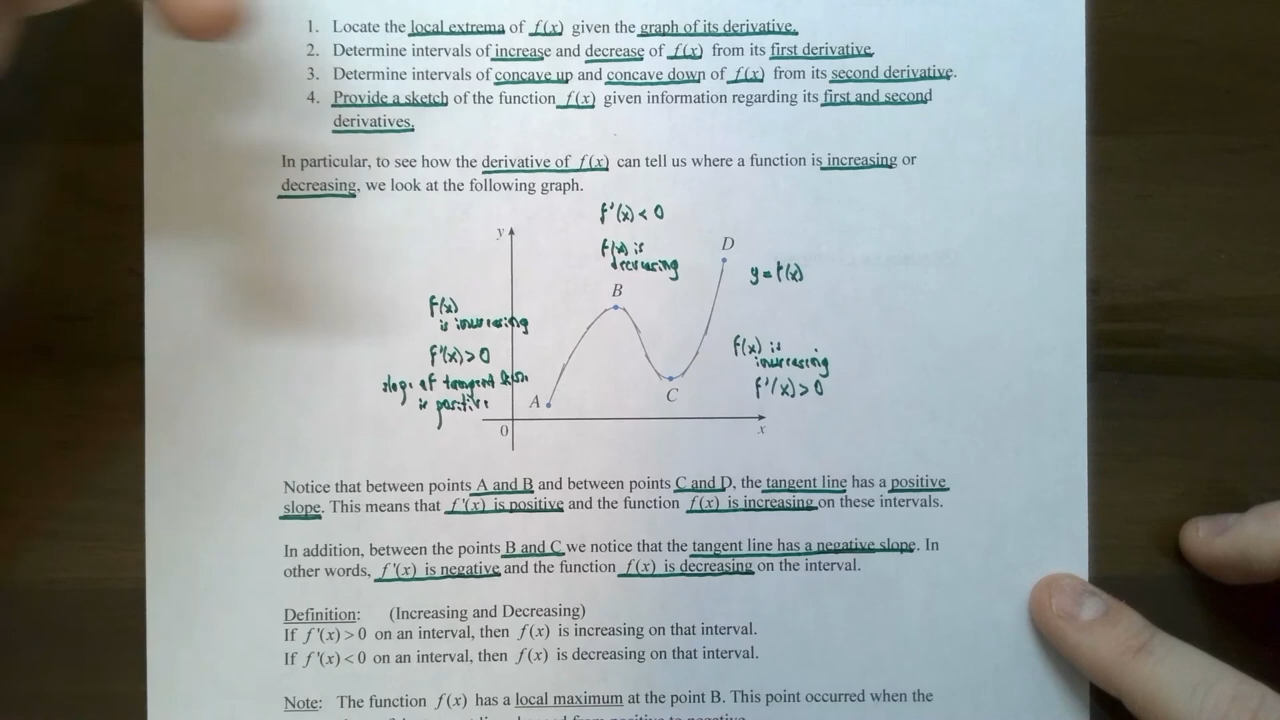 1. Locate the local extrema of f(x) given the graph of its derivative.
2. Determine intervals of increase and decrease of f(x) from its first derivative.
3. Determine intervals of concave up and concave down of f(x) from its second derivative.
4. Provide a sketch of the function f(x) given information regarding its first and second
derivatives.
In particular, to see how the derivative of f(x) can tell us where a function is increasing or
decreasing, we look at the following graph.
f'(x) < 0
f(x) is
decreasing
y
D
y = f(x)
B
f(x)
is increasing
f'(x) > 0
slope of tangent
is positive
f(x) is
increasing
f'(x) > 0
A
C
0
x
Notice that between points A and B and between points C and D, the tangent line has a positive
slope. This means that f'(x) is positive and the function f(x) is increasing on these intervals.
In addition, between the points B and C we notice that the tangent line has a negative slope. In
other words, f'(x) is negative and the function f(x) is decreasing on the interval.
Definition: (Increasing and Decreasing)
If f'(x) > 0 on an interval, then f(x) is increasing on that interval.
If f'(x) < 0 on an interval, then f(x) is decreasing on that interval.
Note: The function f(x) has a local maximum at the point B. This point occurred when the